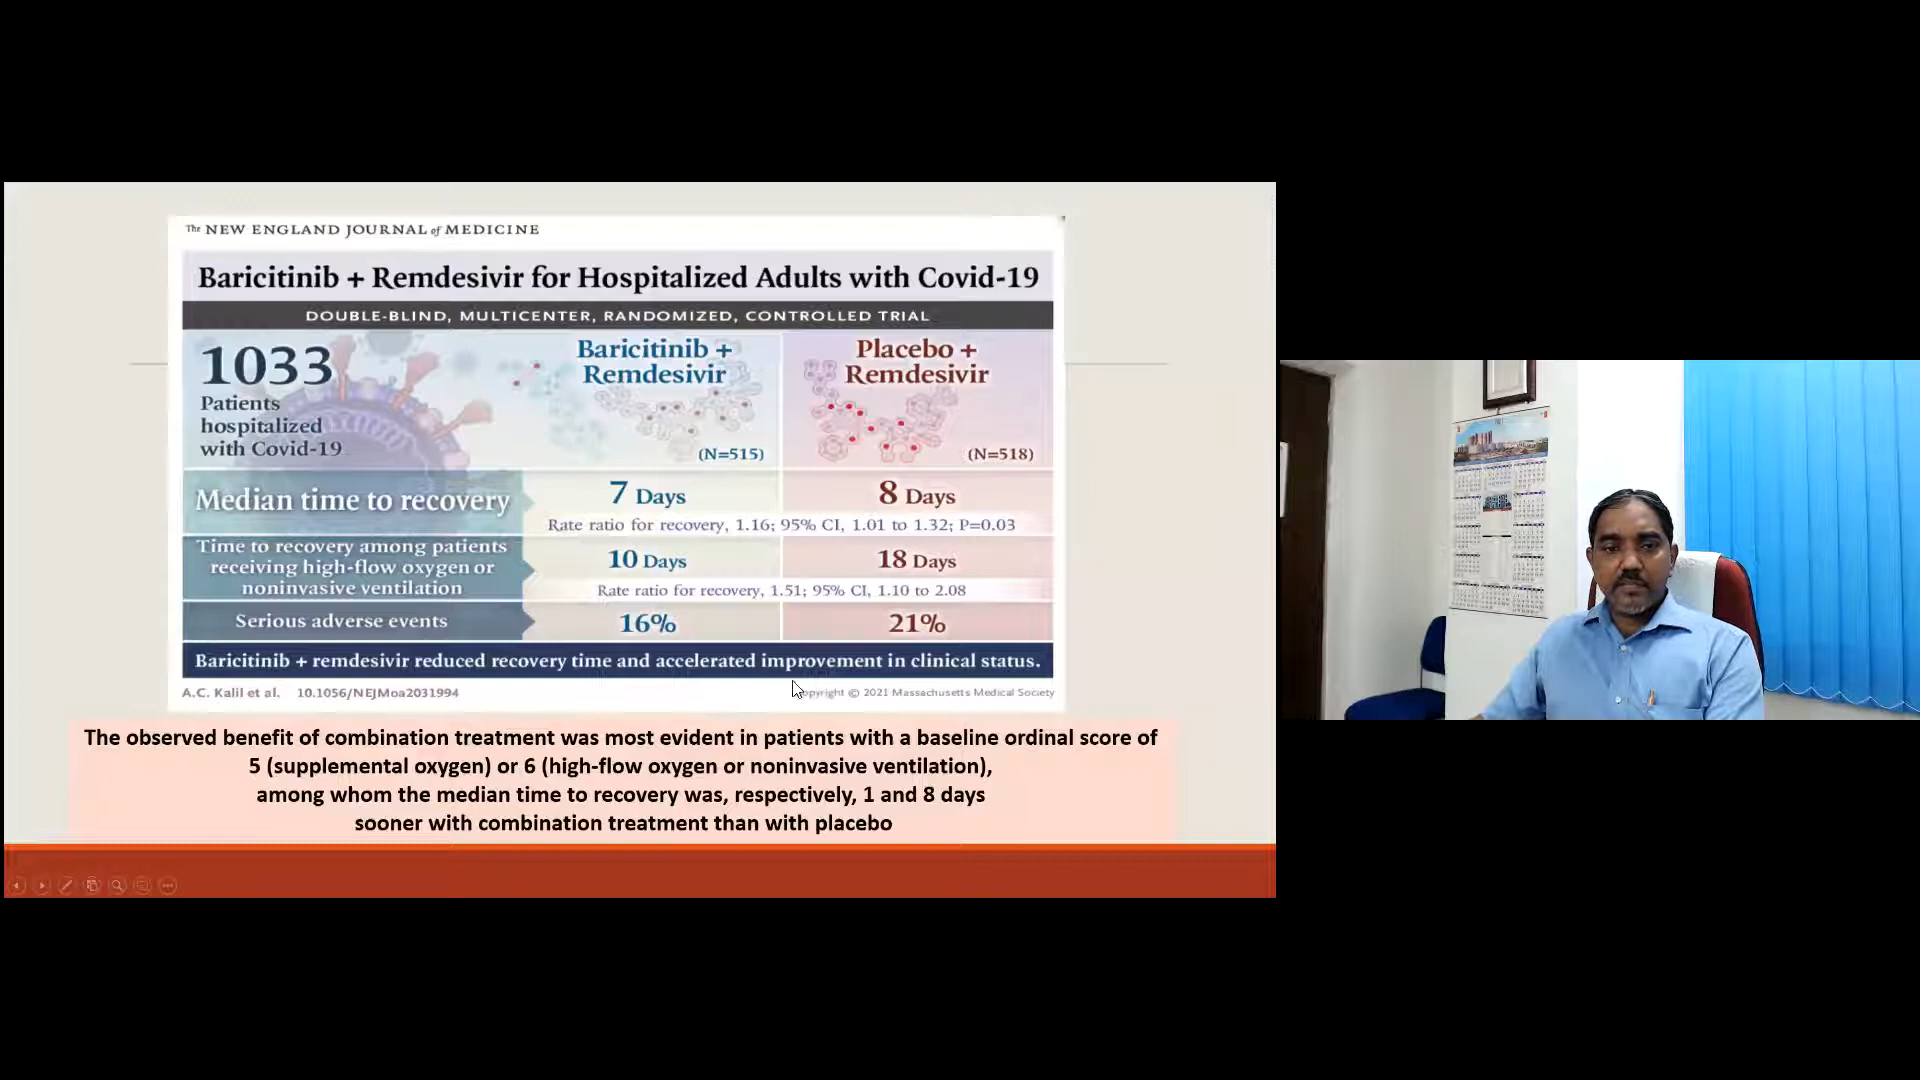 The NEW ENGLAND JOURNAL of MEDICINE
Baricitinib + Remdesivir for Hospitalized Adults with Covid-19
DOUBLE-BLIND, MULTICENTER, RANDOMIZED, CONTROLLED TRIAL
1033
Patients
hospitalized
with Covid-19
Baricitinib +
Remdesivir
(N=515)
Placebo +
Remdesivir
(N=518)
Median time to recovery
7 Days
8 Days
Rate ratio for recovery, 1.16; 95% CI, 1.01 to 1.32; P=0.03
Time to recovery among patients
receiving high-flow oxygen or
noninvasive ventilation
10 Days
18 Days
Rate ratio for recovery, 1.51; 95% CI, 1.10 to 2.08
Serious adverse events
16%
21%
Baricitinib + remdesivir reduced recovery time and accelerated improvement in clinical status.
A.C. Kalil et al. 10.1056/NEJMoa2031994
© 2021 Massachusetts Medical Society
The observed benefit of combination treatment was most evident in patients with a baseline ordinal score of
5 (supplemental oxygen) or 6 (high-flow oxygen or noninvasive ventilation),
among whom the median time to recovery was, respectively, 1 and 8 days
sooner with combination treatment than with placebo